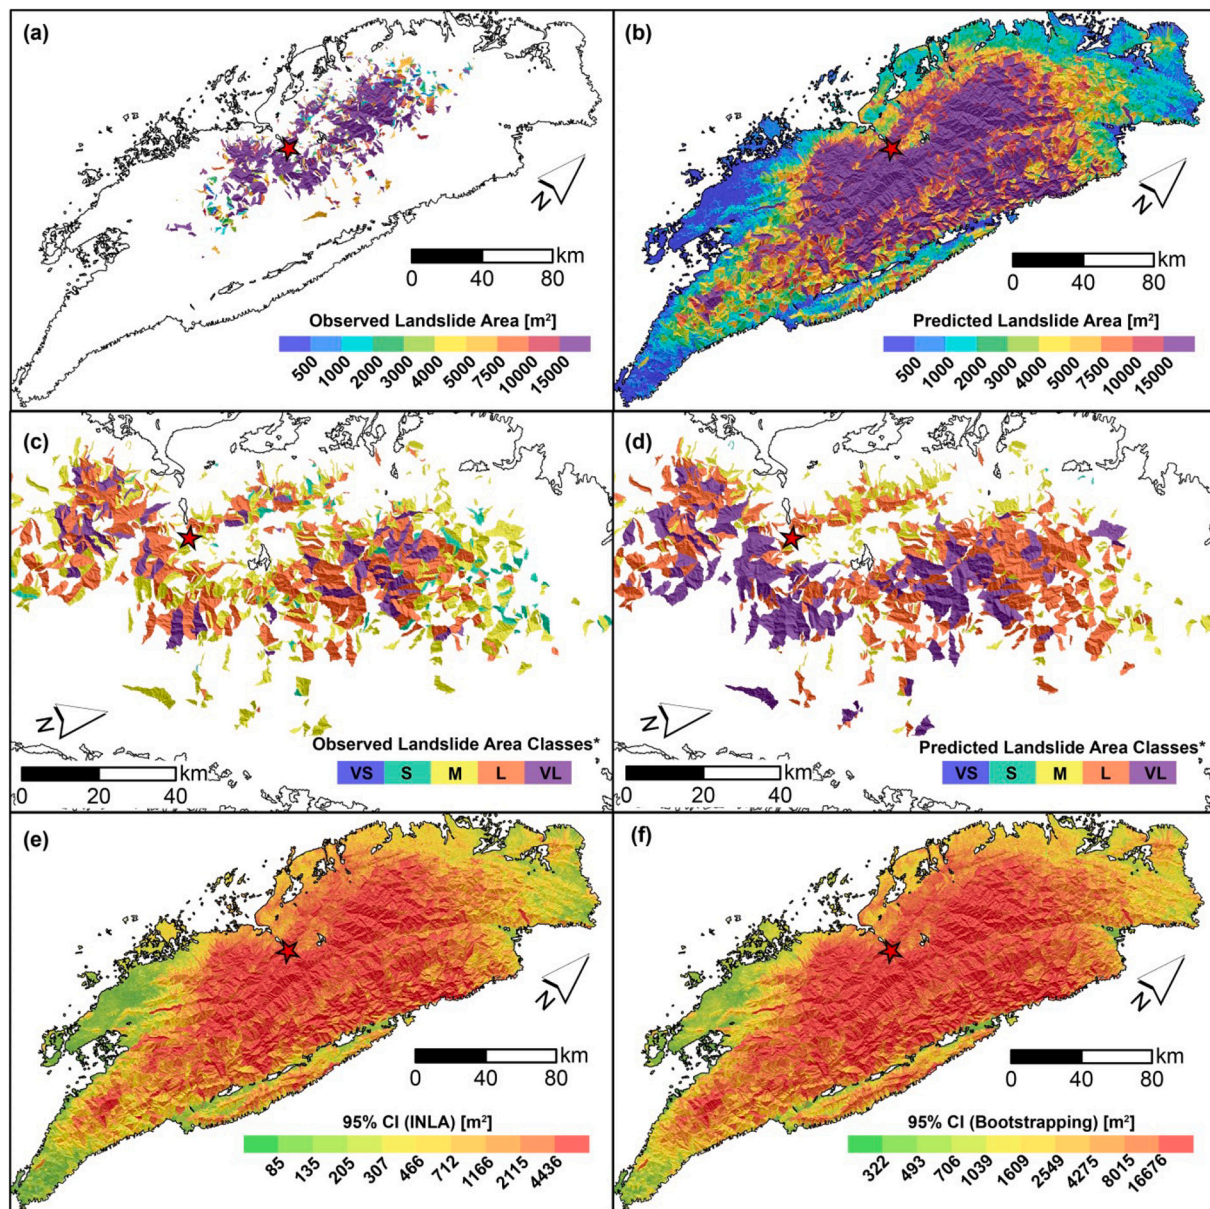 (a)
N
km
0 40 80
Observed Landslide Area [m²]
500 1000 2000 3000 4000 5000 7500 10000 15000
(b)
N
km
0 40 80
Predicted Landslide Area [m²]
500 1000 2000 3000 4000 5000 7500 10000 15000
(c)
N
Observed Landslide Area Classes*
km
VS S M L VL
0 20 40
(d)
N
Predicted Landslide Area Classes*
km
VS S M L VL
0 20 40
(e)
N
km
0 40 80
95% CI (INLA) [m²]
85 135 205 307 466 712 1166 2115 4436
(f)
N
km
0 40 80
95% CI (Bootstrapping) [m²]
322 493 706 1039 1609 2549 4275 8015 16676